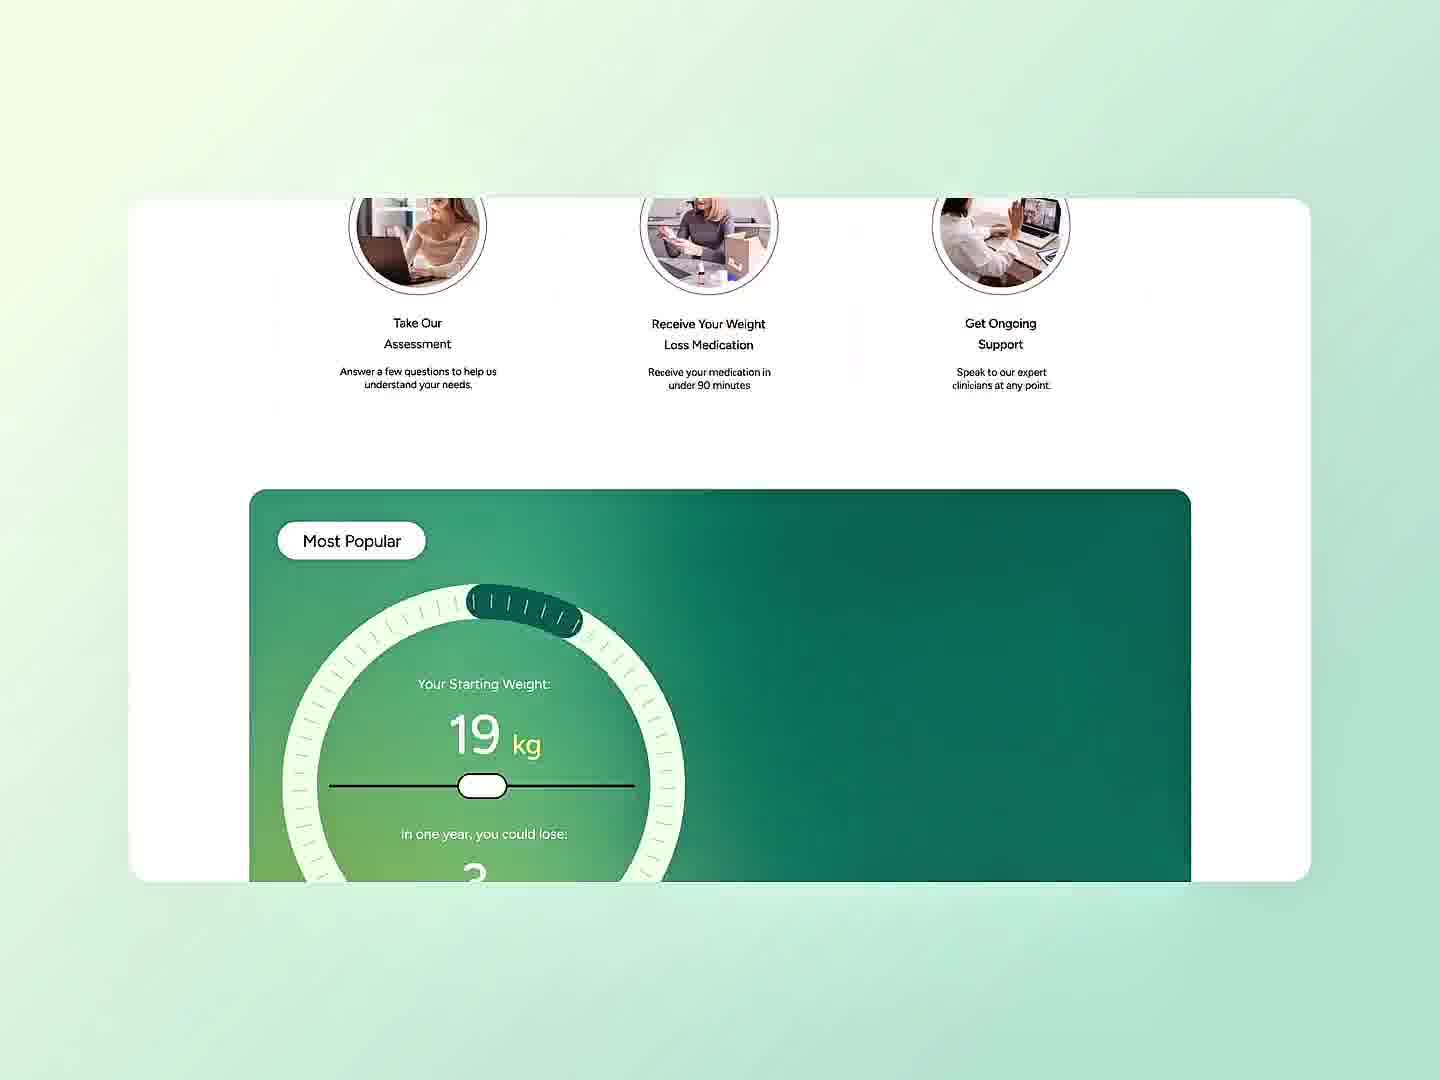 Take Our
Assessment
Answer a few questions to help us
understand your needs.
Receive Your Weight
Loss Medication
Receive your medication in
under 90 minutes
Get Ongoing
Support
Speak to our expert
clinicians at any point.
Most Popular
Your Starting Weight:
19 kg
In one year, you could lose: